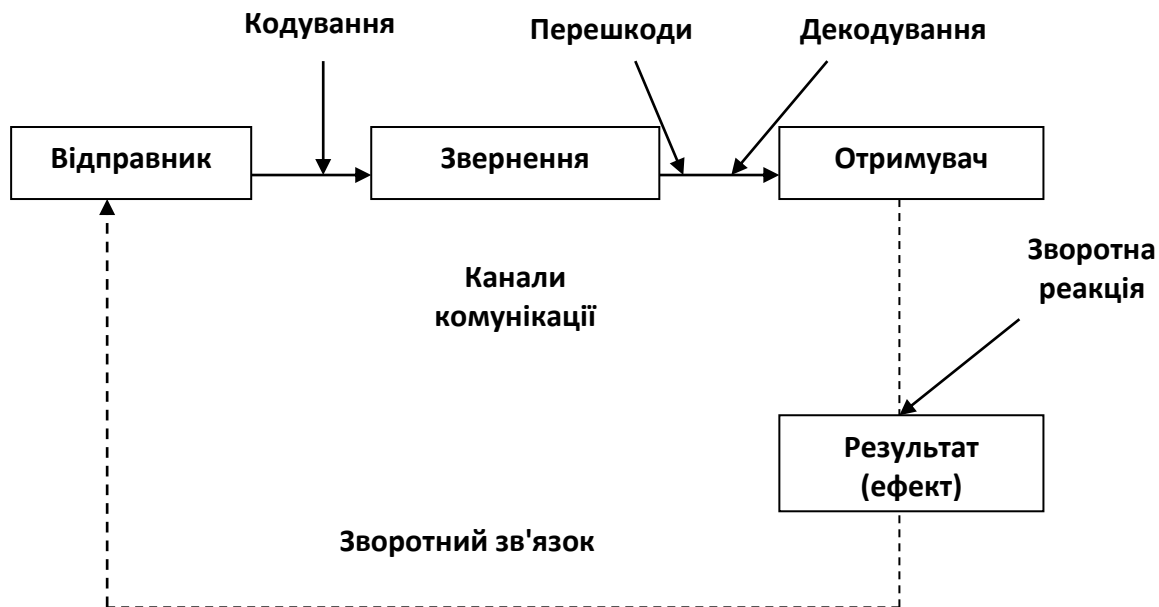 Кодування
Перешкоди
Декодування
Відправник
Звернення
Отримувач
Зворотна
реакція
Канали
комунікації
Результат
(ефект)
Зворотний зв'язок